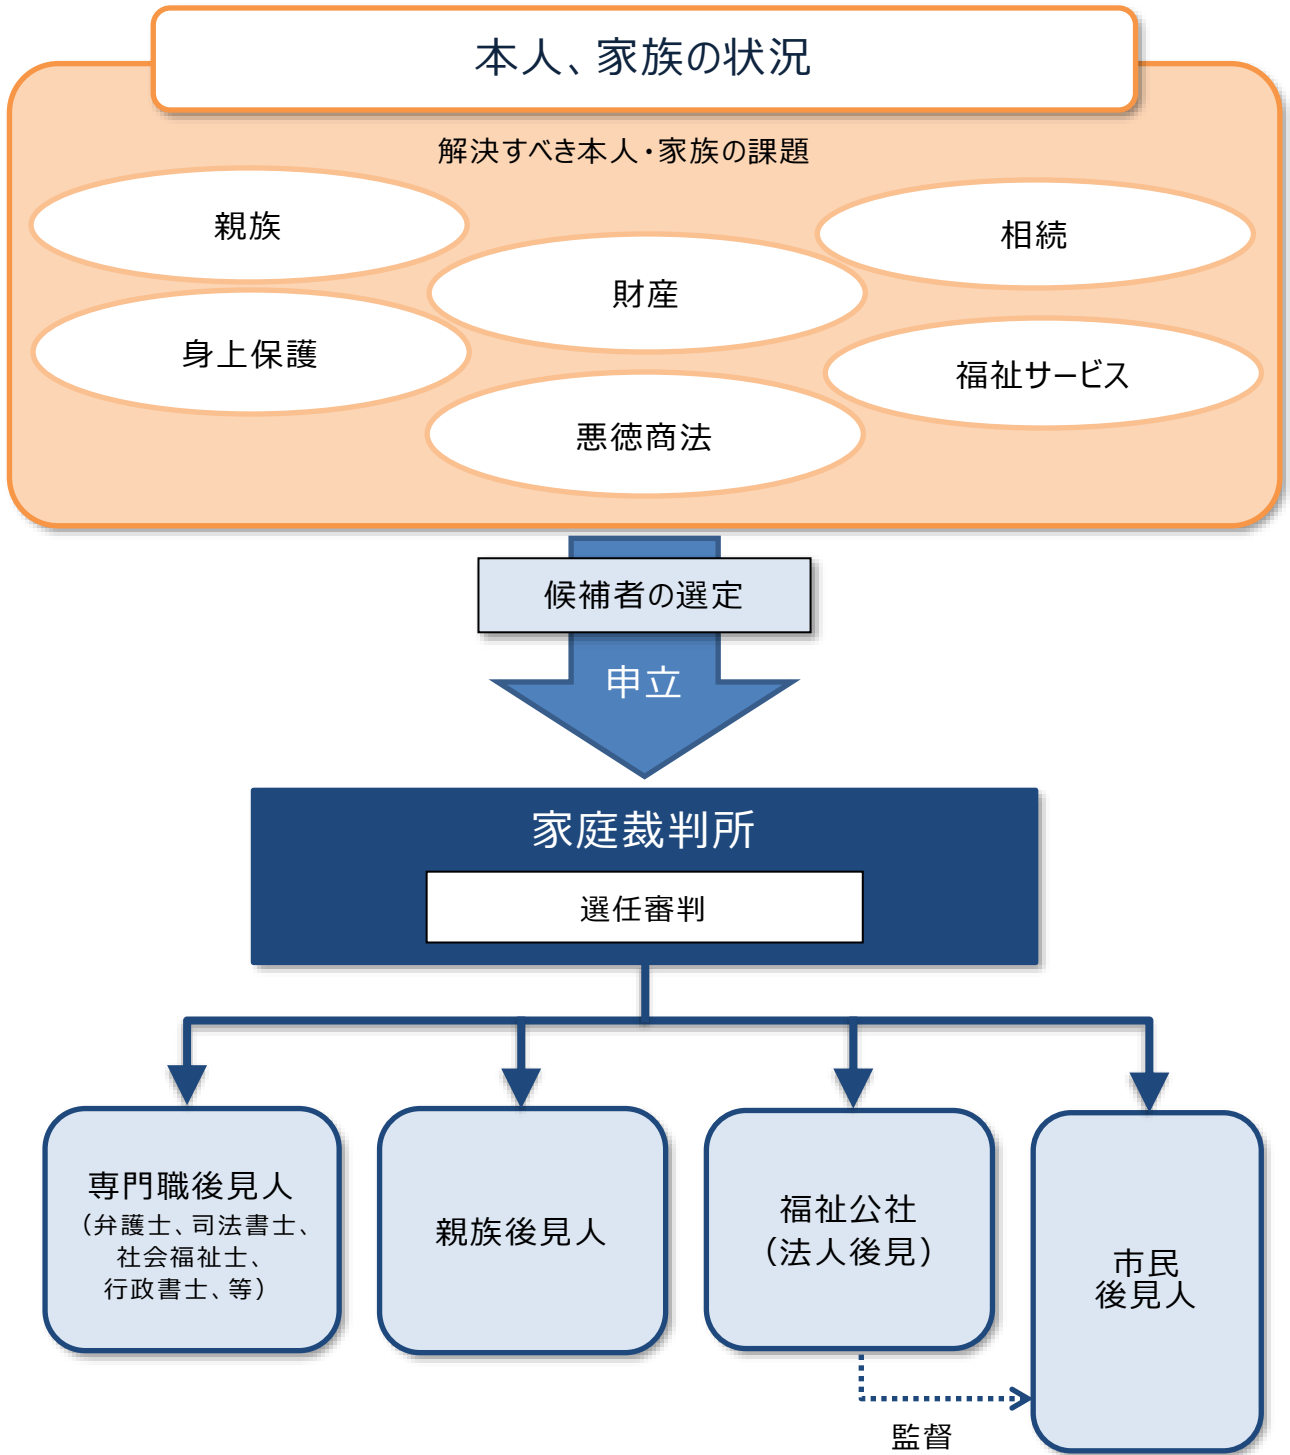 本人、家族の状況
解決すべき本人・家族の課題
親族
相続
財産
身上保護
福祉サービス
悪徳商法
候補者の選定
申立
家庭裁判所
選任審判
専門職後見人
（弁護士、司法書士、
社会福祉士、
行政書士、等）
親族後見人
福祉公社
（法人後見）
市民
後見人
監督